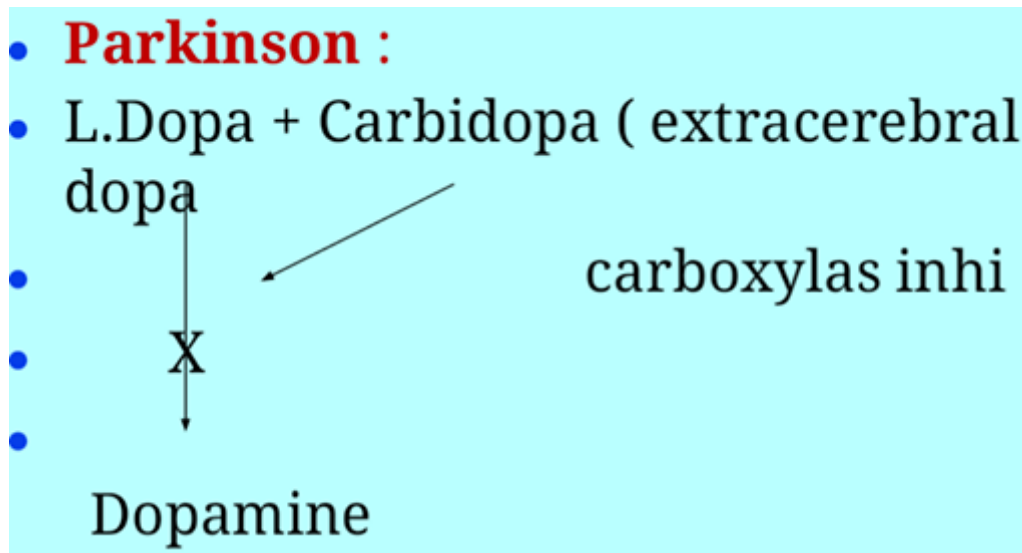 Parkinson :
L.Dopa + Carbidopa ( extracerebral
dopa
carboxylas inhi
X
Dopamine